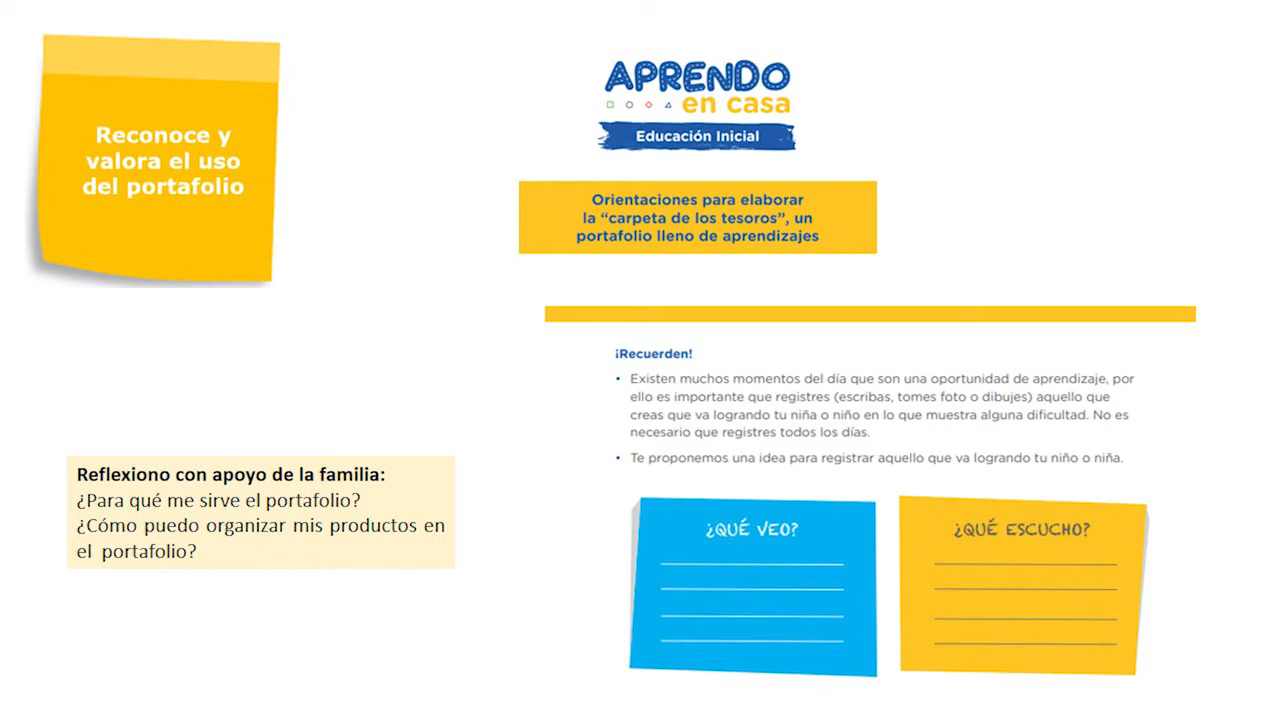 Reconoce y
valora el uso
del portafolio
APRENDO
en casa
Educación Inicial
Orientaciones para elaborar
la “carpeta de los tesoros”, un
portafolio lleno de aprendizajes
¡Recuerden!
• Existen muchos momentos del día que son una oportunidad de aprendizaje, por
ello es importante que registres (escribas, tomes foto o dibujes) aquello que
creas que va logrando tu niña o niño en lo que muestra alguna dificultad. No es
necesario que registres todos los días.
• Te proponemos una idea para registrar aquello que va logrando tu niño o niña.
Reflexiono con apoyo de la familia:
¿Para qué me sirve el portafolio?
¿Cómo puedo organizar mis productos en
el portafolio?
¿QUÉ VEO?
¿QUÉ ESCUCHO?